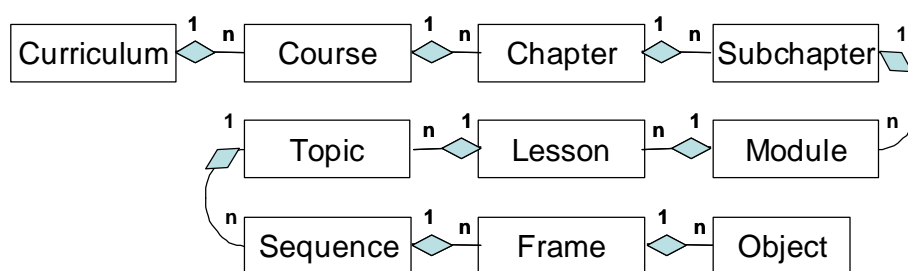 1 1 1 1
Curriculum n Course n Chapter n Subchapter
1 n 1 n 1 n
Topic Lesson Module
n 1 n 1 n
Sequence Frame Object